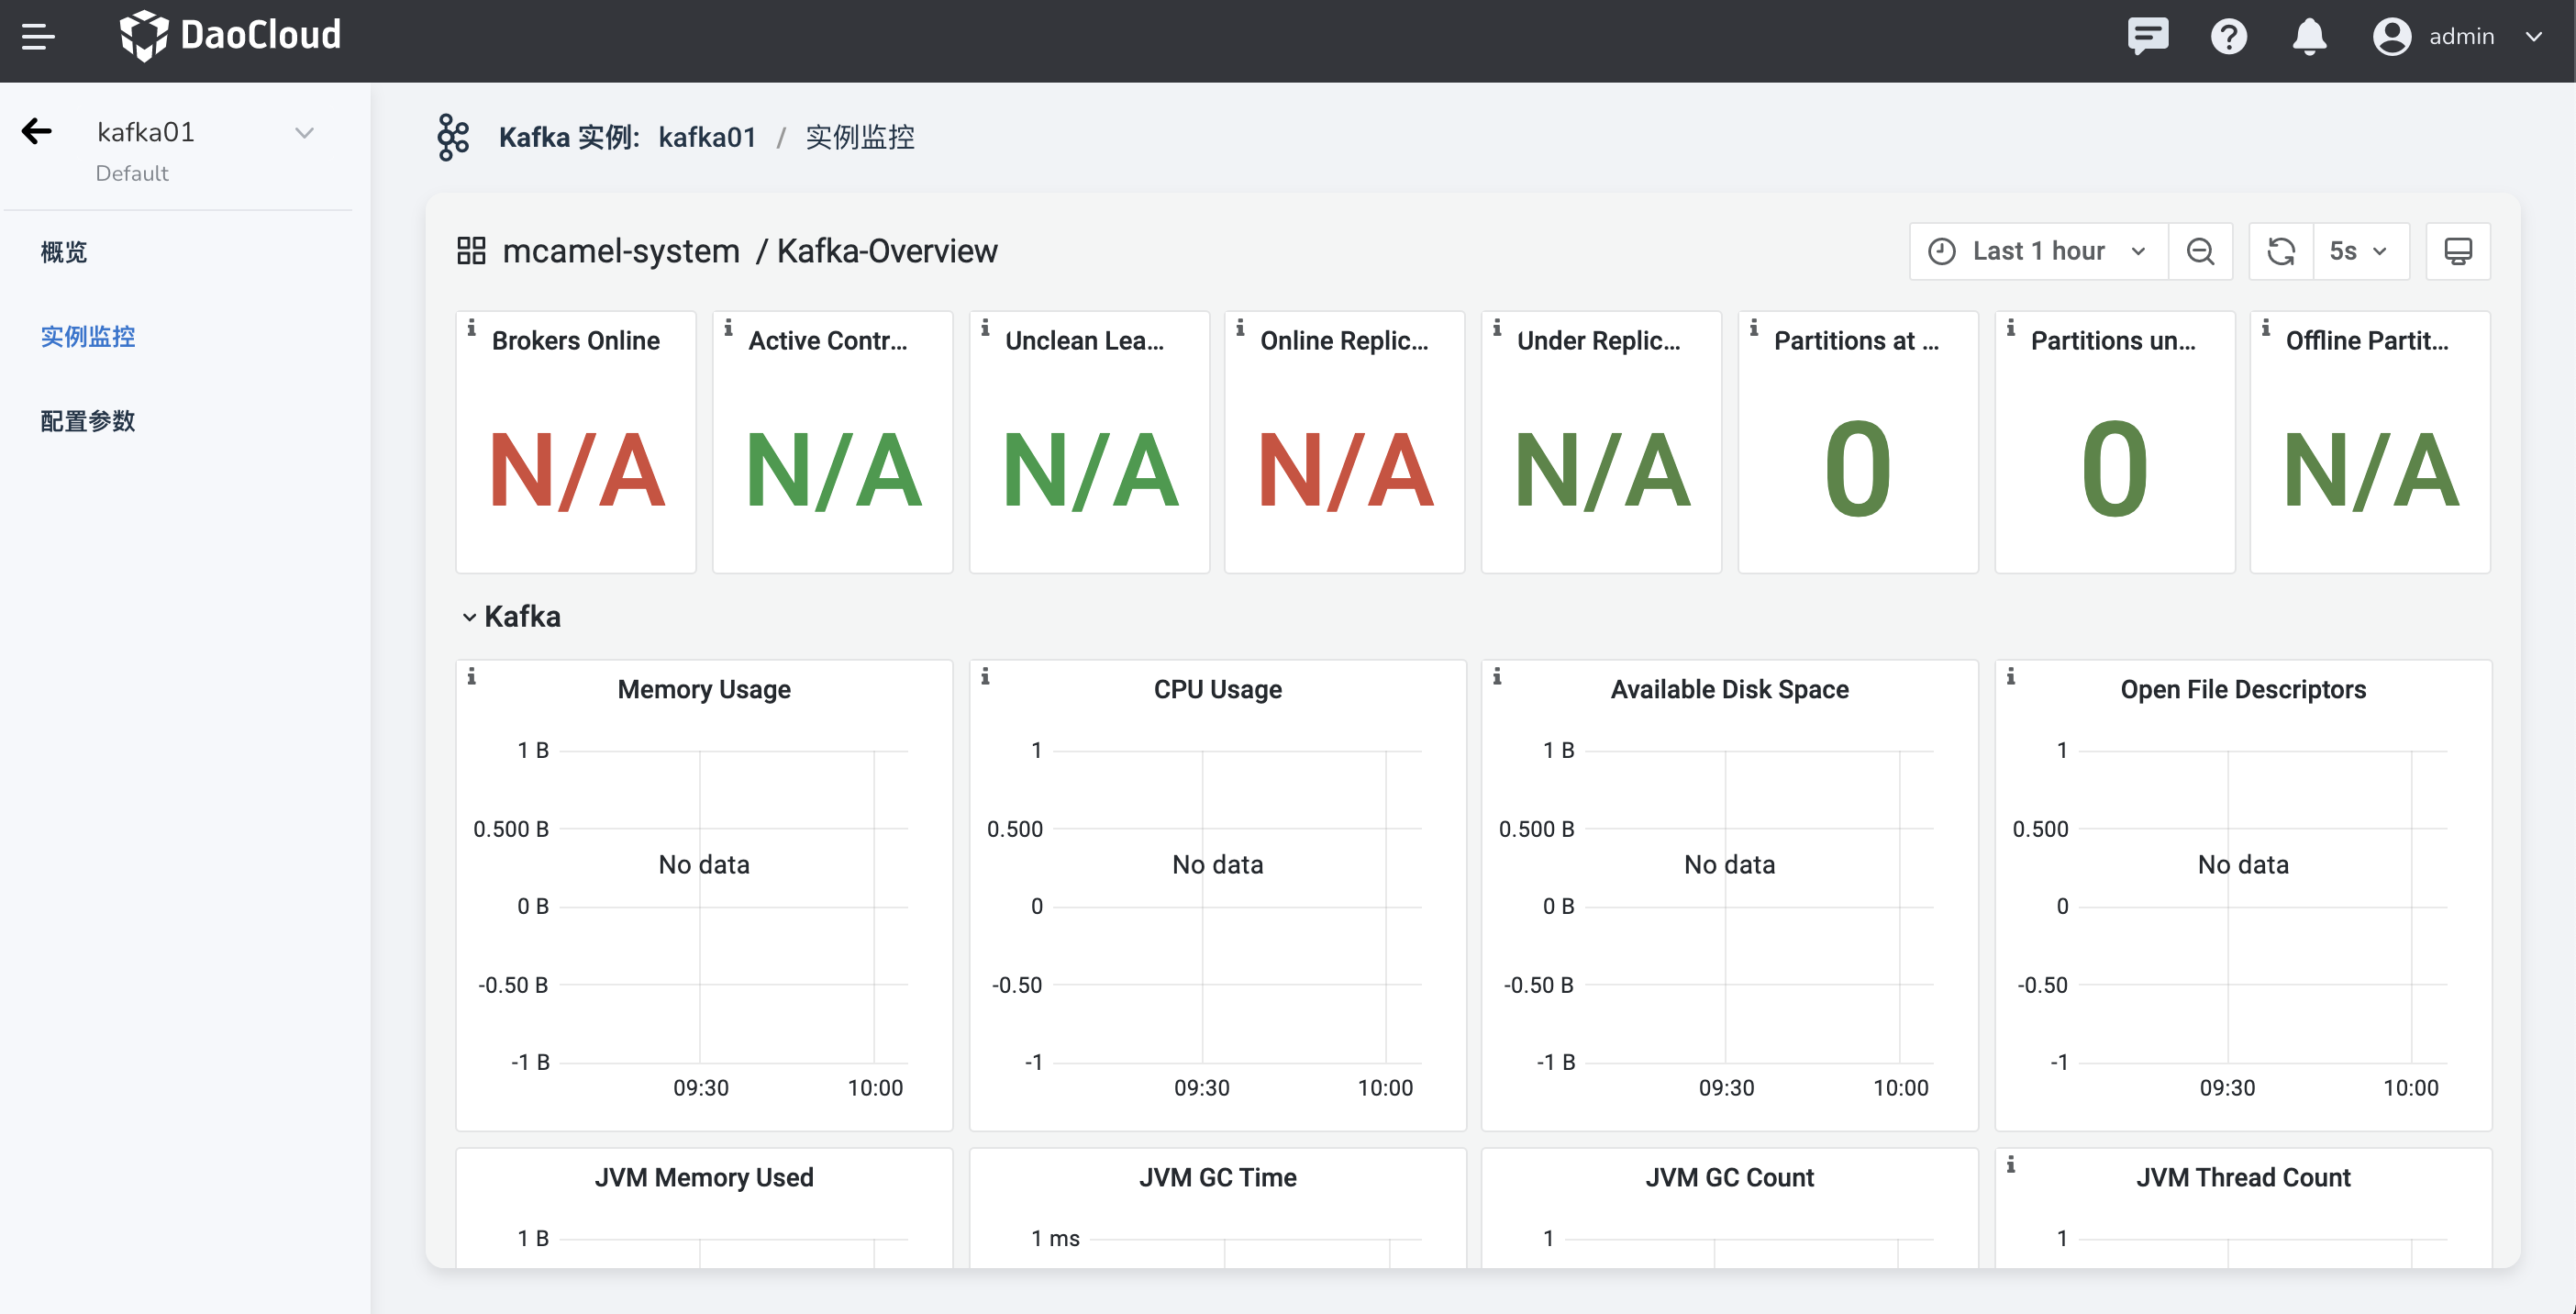 DaoCloud
admin
kafka01
Default
概览
实例监控
配置参数
Kafka 实例: kafka01 / 实例监控
mcamel-system / Kafka-Overview
Last 1 hour
5s
Brokers Online
N/A
Active Contr...
N/A
Unclean Lea...
N/A
Online Replic...
N/A
Under Replic...
N/A
Partitions at ...
0
Partitions un...
0
Offline Partit...
N/A
Kafka
Memory Usage
1 B
0.500 B
No data
0 B
-0.50 B
-1 B
09:30 10:00
CPU Usage
1
0.500
No data
0
-0.50
-1
09:30 10:00
Available Disk Space
1 B
0.500 B
No data
0 B
-0.50 B
-1 B
09:30 10:00
Open File Descriptors
1
0.500
No data
0
-0.50
-1
09:30 10:00
JVM Memory Used
1 B
JVM GC Time
1 ms
JVM GC Count
1
JVM Thread Count
1